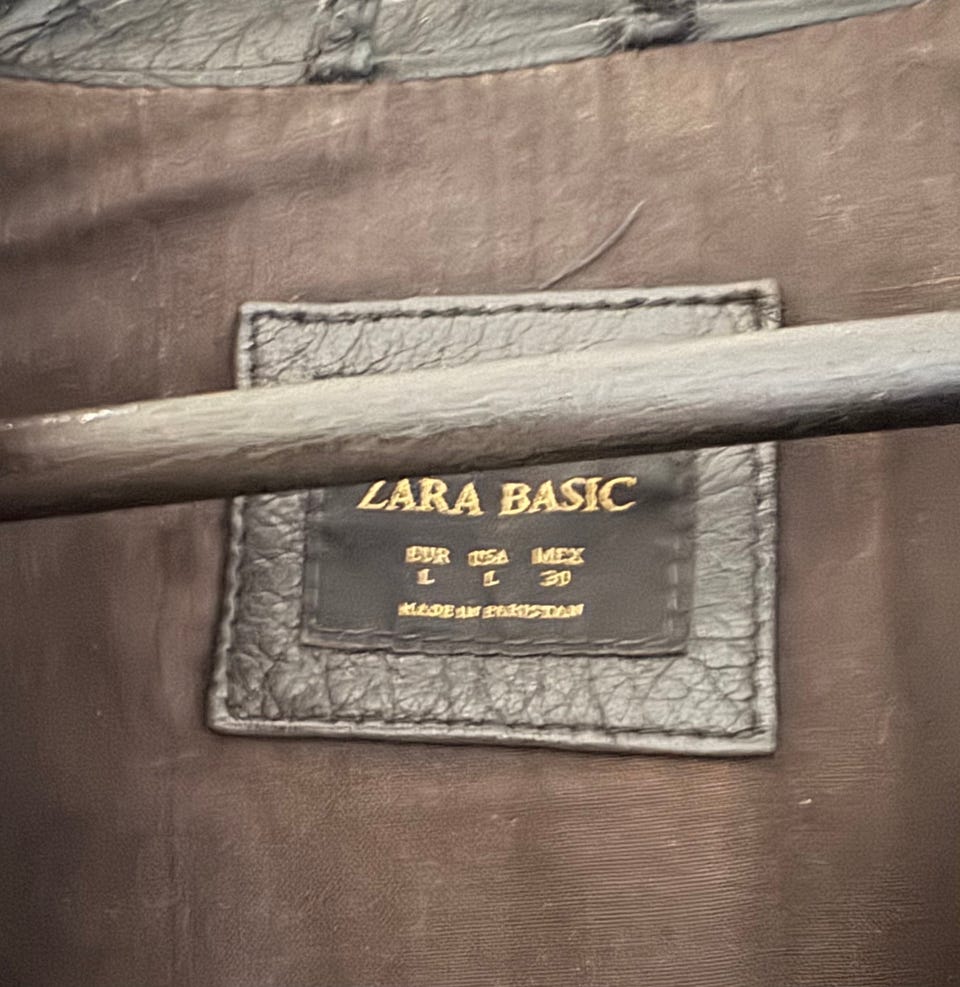 ZARA BASIC
EUR USA MEX
L L 30
MADE IN PAKISTAN